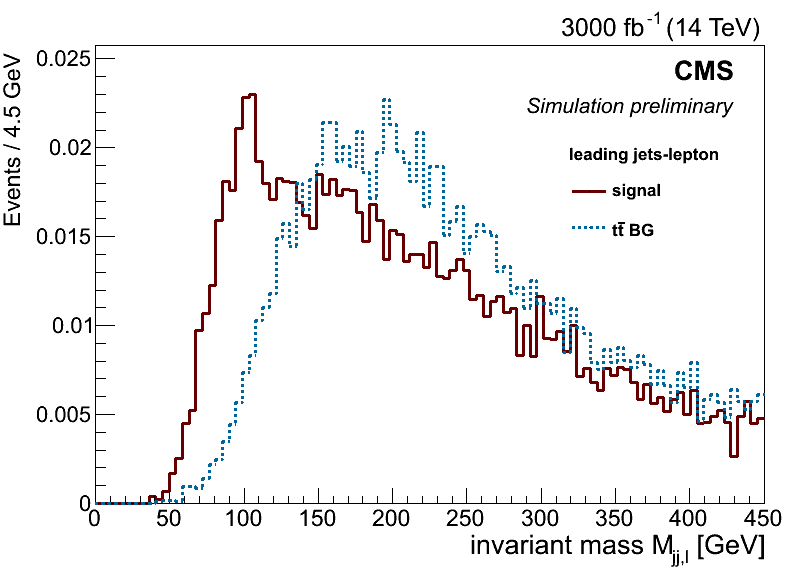 3000 fb⁻¹ (14 TeV)
CMS
Simulation preliminary
leading jets-lepton
signal
tt̄ BG
Events / 4.5 GeV
0.025
0.02
0.015
0.01
0.005
0
0 50 100 150 200 250 300 350 400 450
invariant mass M_jj,l [GeV]